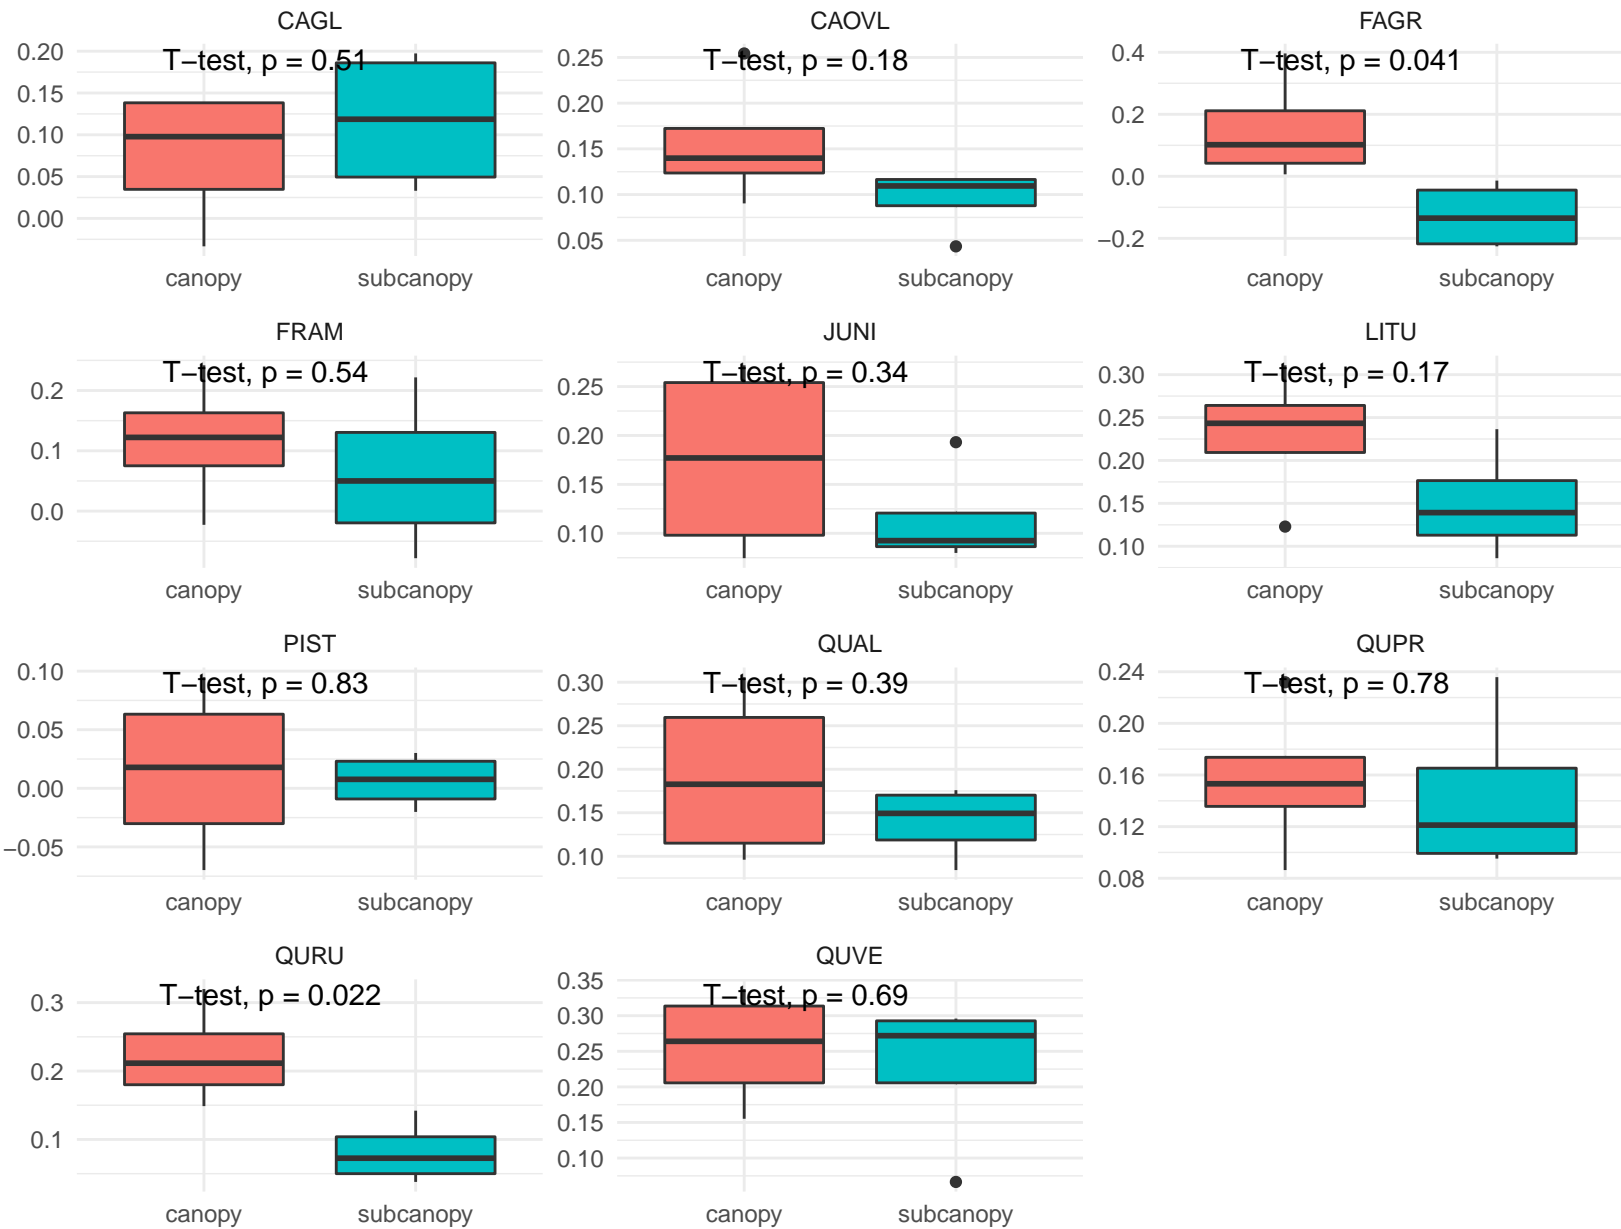 CAGL
T−test, p = 0.51
0.20
0.15
0.10
0.05
0.00
canopy subcanopy
CAOVL
T−test, p = 0.18
0.25
0.20
0.15
0.10
0.05
canopy subcanopy
FAGR
T−test, p = 0.041
0.4
0.2
0.0
−0.2
canopy subcanopy
FRAM
T−test, p = 0.54
0.2
0.1
0.0
canopy subcanopy
JUNI
T−test, p = 0.34
0.25
0.20
0.15
0.10
canopy subcanopy
LITU
T−test, p = 0.17
0.30
0.25
0.20
0.15
0.10
canopy subcanopy
PIST
T−test, p = 0.83
0.10
0.05
0.00
−0.05
canopy subcanopy
QUAL
T−test, p = 0.39
0.30
0.25
0.20
0.15
0.10
canopy subcanopy
QUPR
T−test, p = 0.78
0.24
0.20
0.16
0.12
0.08
canopy subcanopy
QURU
T−test, p = 0.022
0.3
0.2
0.1
canopy subcanopy
QUVE
T−test, p = 0.69
0.35
0.30
0.25
0.20
0.15
0.10
canopy subcanopy